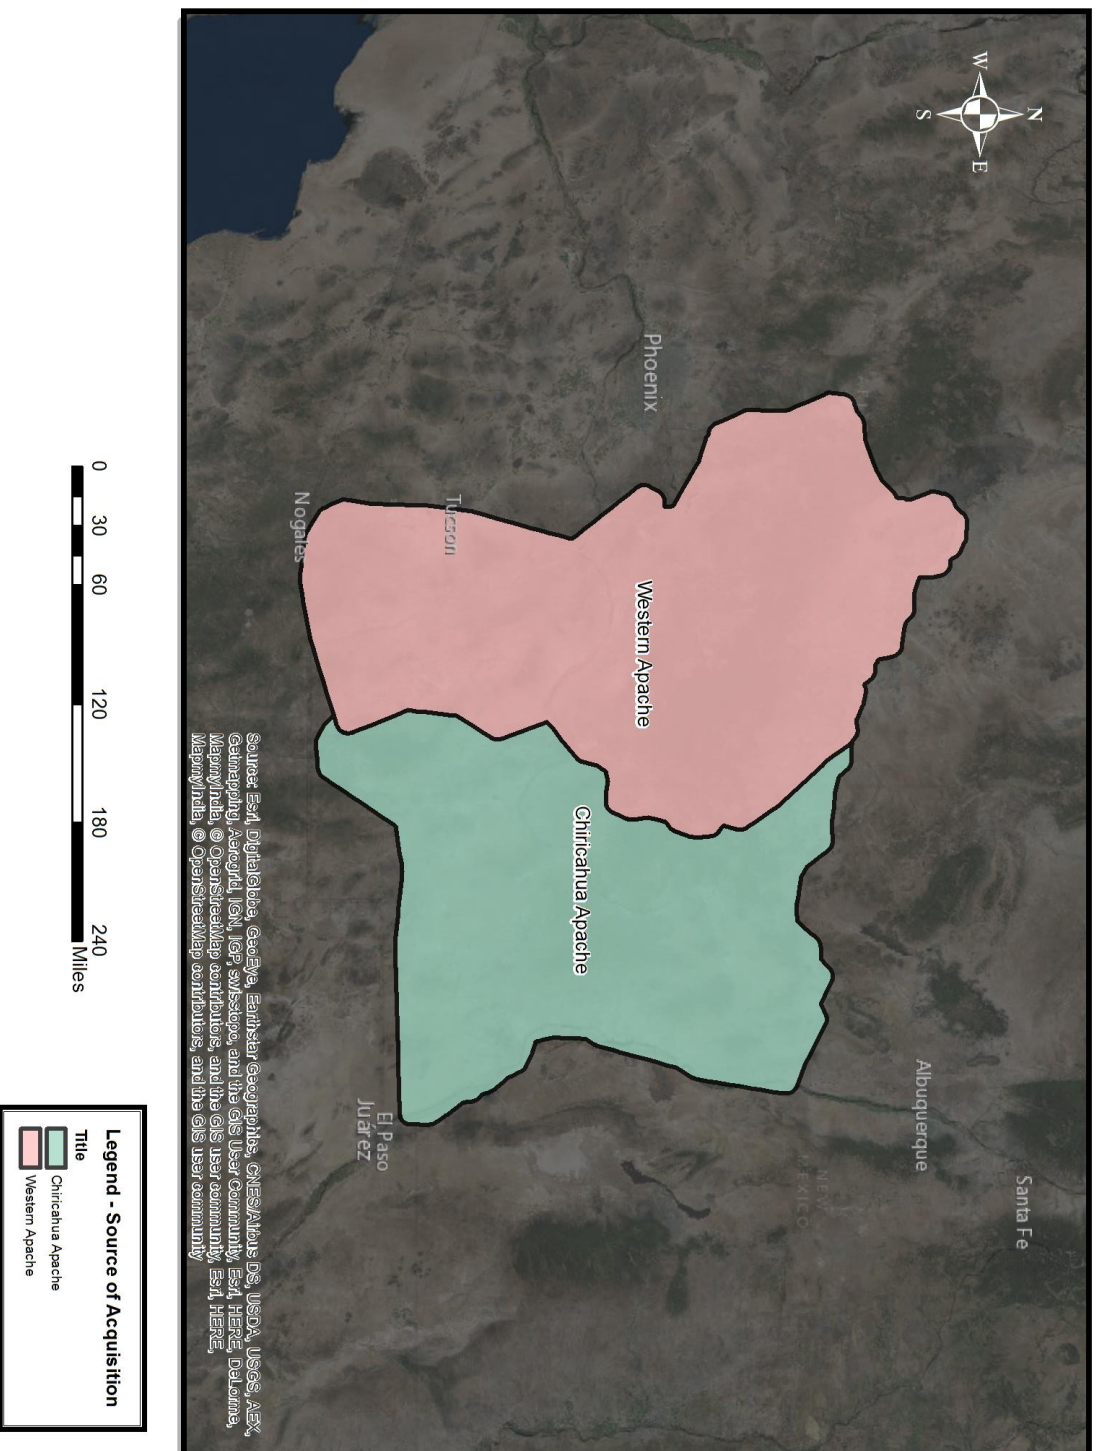 N
W
E
S
Santa Fe
Albuquerque
Phoenix
Western Apache
Chiricahua Apache
Tucson
El Paso
Juárez
Nogales
Source: Esri, DigitalGlobe, GeoEye, Earthstar Geographics, CNES/Airbus DS, USDA, USGS, AEX,
Getmapping, Aerogrid, IGN, IGP, swisstopo, and the GIS User Community, Esri, HERE, DeLorme,
MapmyIndia, © OpenStreetMap contributors, and the GIS user community, Esri, HERE,
MapmyIndia, © OpenStreetMap contributors, and the GIS user community
0 30 60 120 180 240
Miles
Legend - Source of Acquisition
Title
Chiricahua Apache
Western Apache